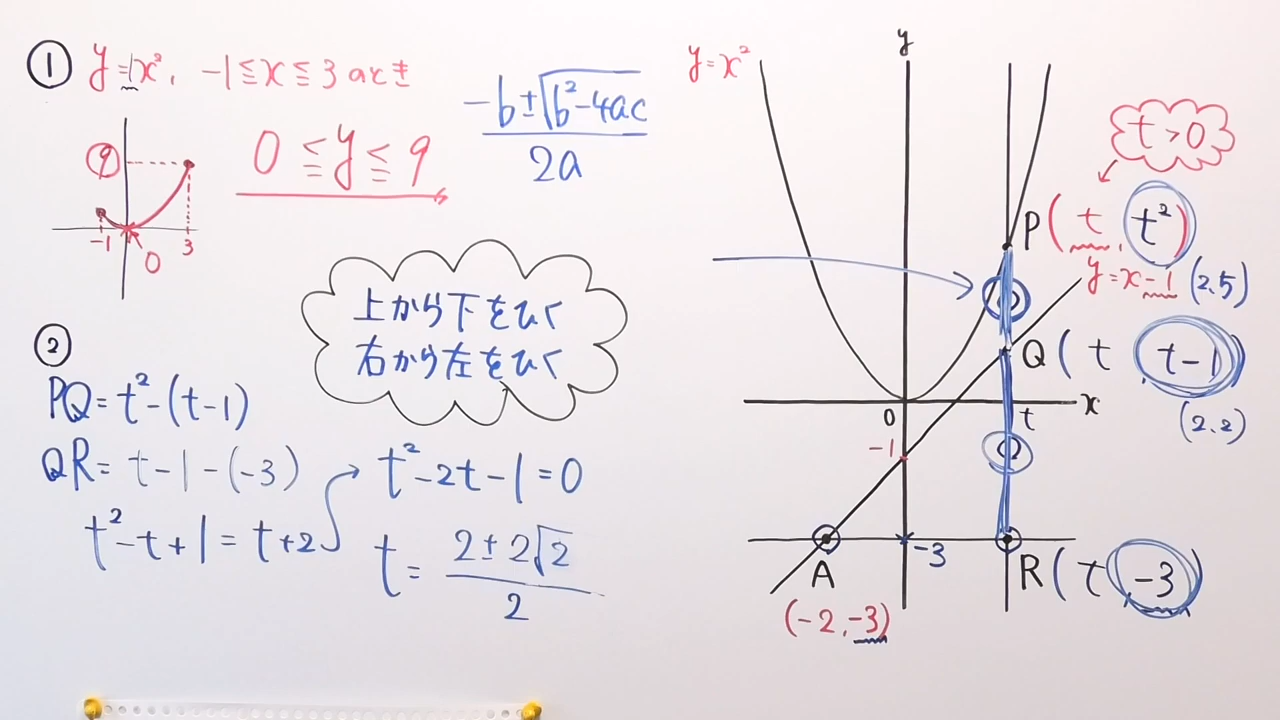 ① y=1x², -1≦x≦3 のとき
0≦y≦9
9
-1
0
3
-b±√b²-4ac
2a
上から下をひく
右から左をひく
②
PQ=t²-(t-1)
QR=t-1-(-3)
t²-t+1=t+2
t²-2t-1=0
t=2±2√2
2
y=x²
y
t>0
P(t,t²)
y=x-1
(2,5)
Q(t,t-1)
(2,2)
0
t
x
-1
A
-3
R(t,-3)
(-2,-3)